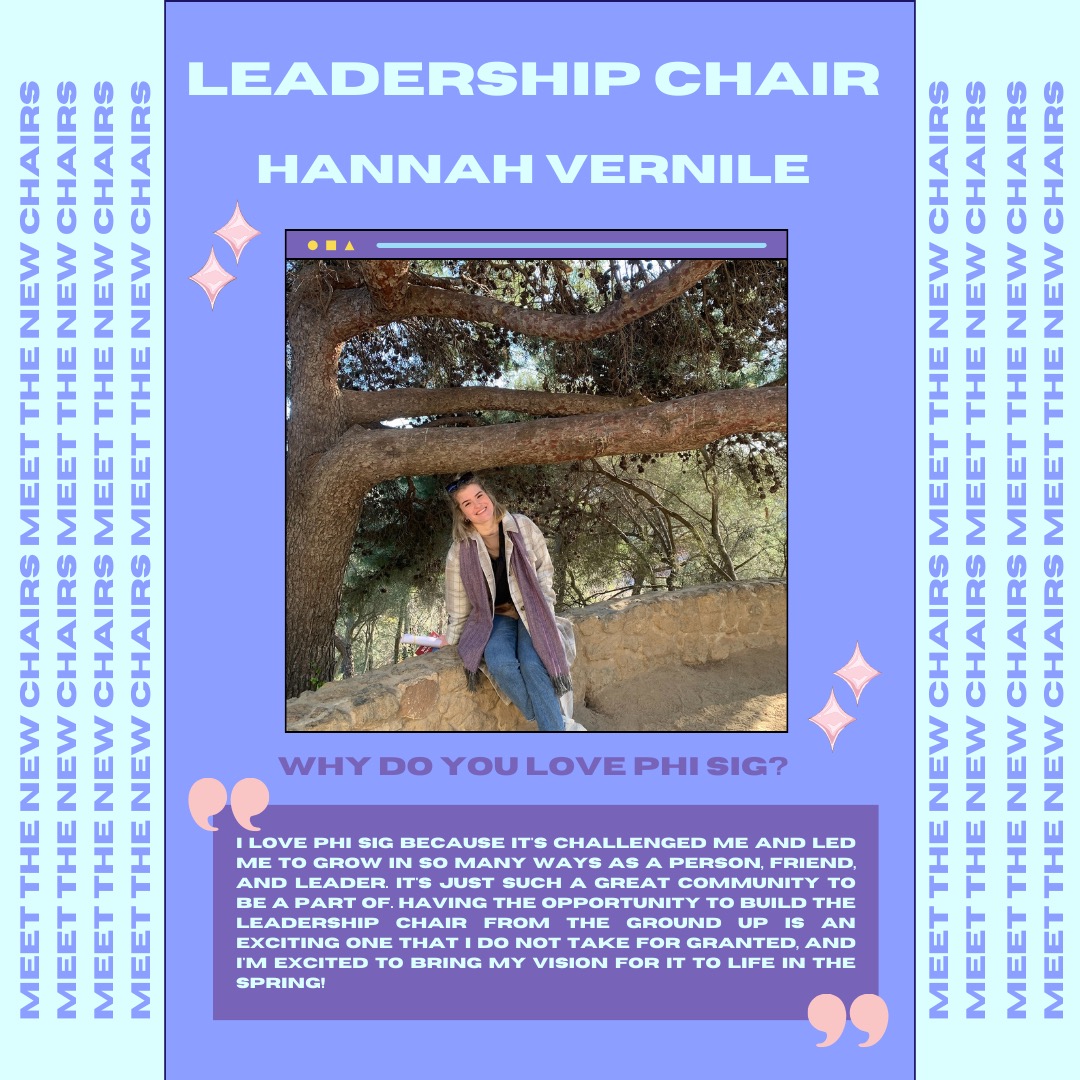 LEADERSHIP CHAIR
HANNAH VERNILE
WHY DO YOU LOVE PHI SIG?
I LOVE PHI SIG BECAUSE IT'S CHALLENGED ME AND LED
ME TO GROW IN SO MANY WAYS AS A PERSON, FRIEND,
AND LEADER. IT'S JUST SUCH A GREAT COMMUNITY TO
BE A PART OF. HAVING THE OPPORTUNITY TO BUILD THE
LEADERSHIP CHAIR FROM THE GROUND UP IS AN
EXCITING ONE THAT I DO NOT TAKE FOR GRANTED, AND
I'M EXCITED TO BRING MY VISION FOR IT TO LIFE IN THE
SPRING!
MEET THE NEW CHAIRS MEET THE NEW CHAIRS
MEET THE NEW CHAIRS MEET THE NEW CHAIRS
MEET THE NEW CHAIRS MEET THE NEW CHAIRS
MEET THE NEW CHAIRS MEET THE NEW CHAIRS
MEET THE NEW CHAIRS MEET THE NEW CHAIRS
MEET THE NEW CHAIRS MEET THE NEW CHAIRS
MEET THE NEW CHAIRS MEET THE NEW CHAIRS
MEET THE NEW CHAIRS MEET THE NEW CHAIRS